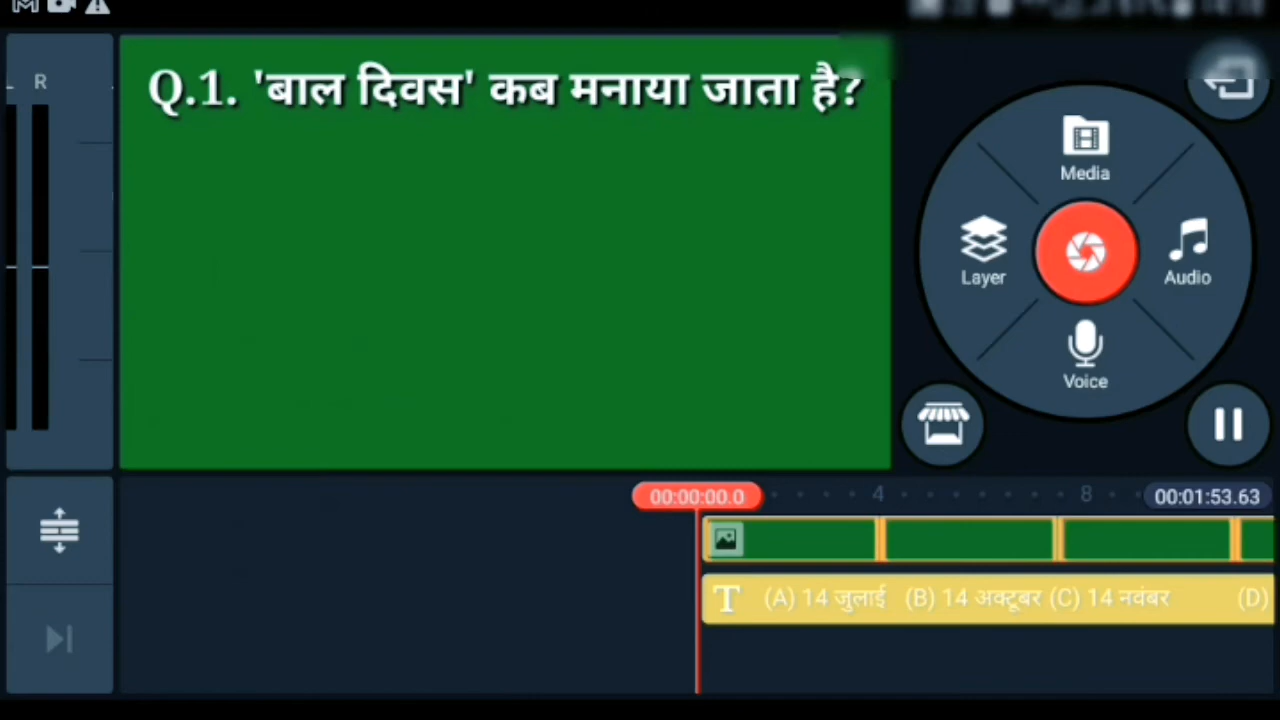 R
Q.1. 'बाल दिवस' कब मनाया जाता है?
Media
Layer
Audio
Voice
00:00:00.0
4
8
00:01:53.63
T (A) 14 जुलाई (B) 14 अक्टूबर (C) 14 नवंबर (D)